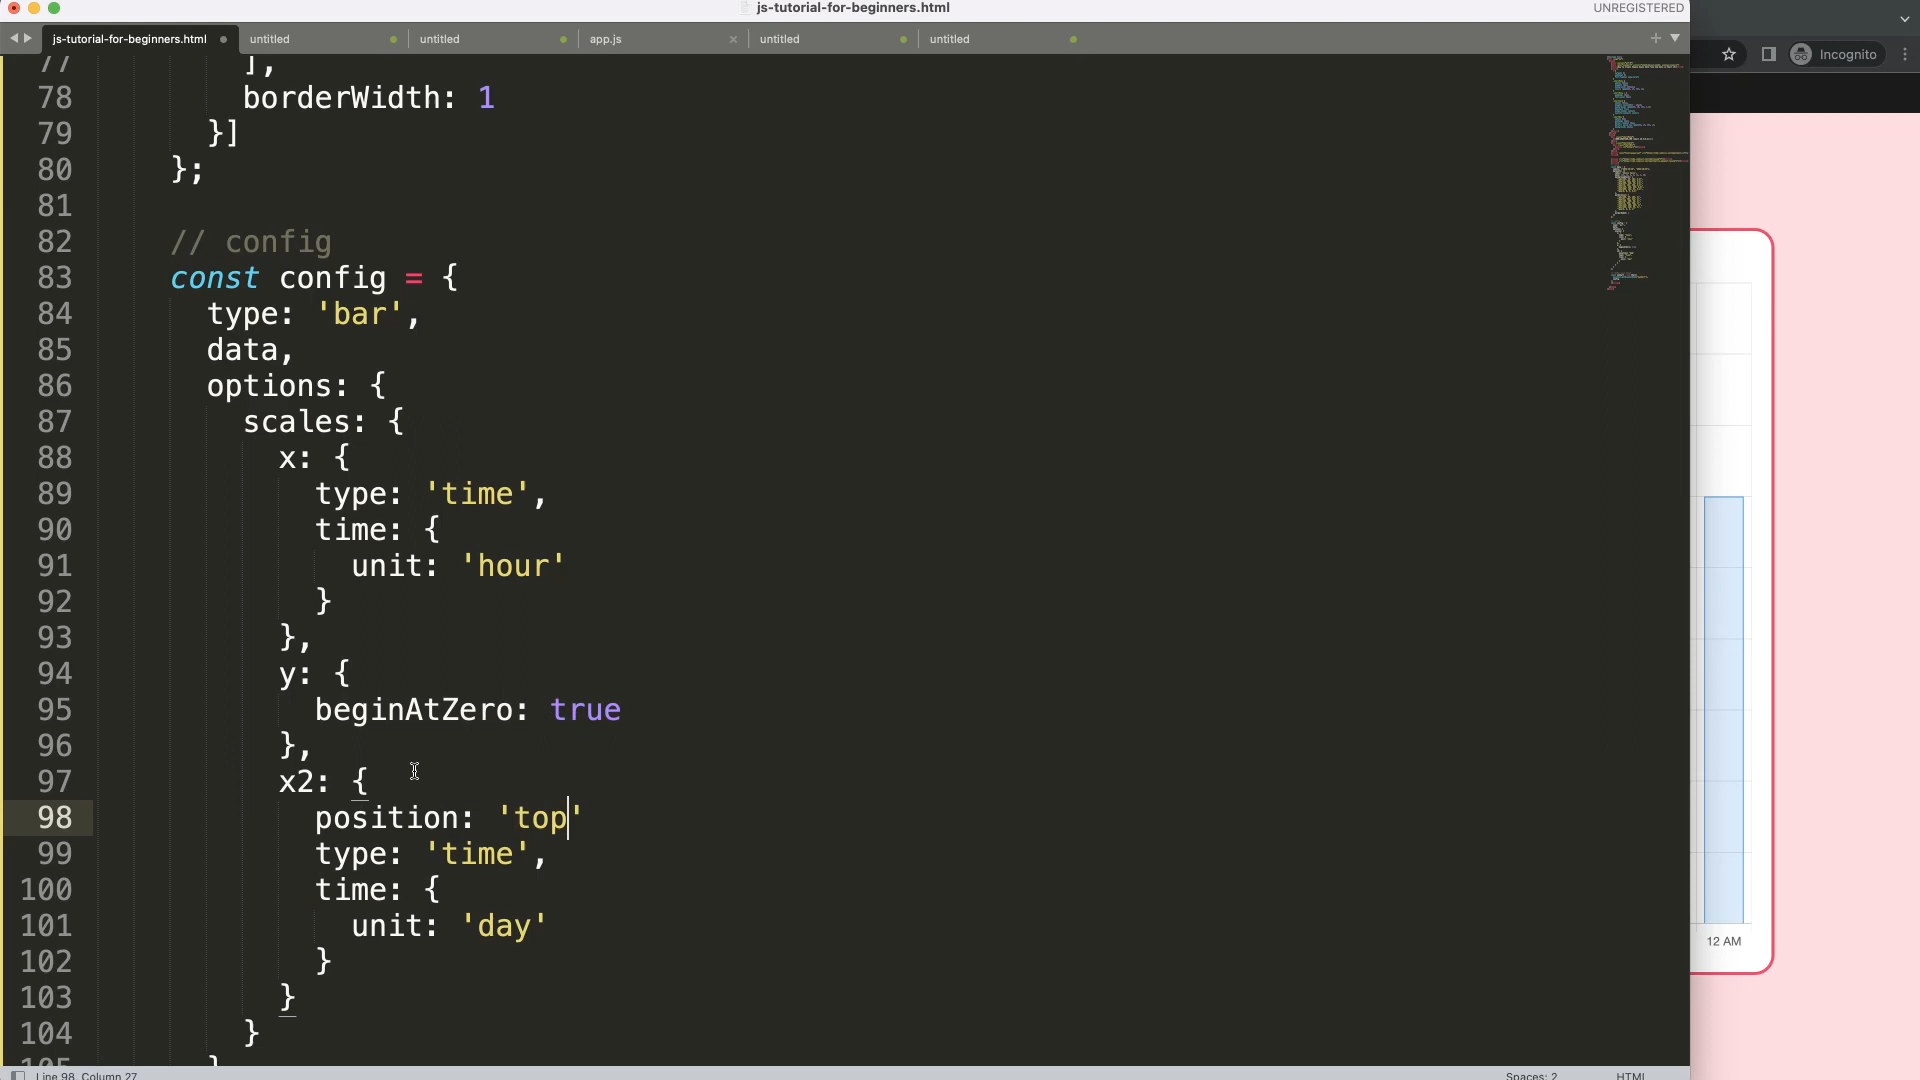 js-tutorial-for-beginners.html
UNREGISTERED
js-tutorial-for-beginners.html untitled untitled app.js untitled untitled
Incognito
77 ],
78 borderWidth: 1
79 }]
80 };
81
82 // config
83 const config = {
84 type: 'bar',
85 data,
86 options: {
87 scales: {
88 x: {
89 type: 'time',
90 time: {
91 unit: 'hour'
92 }
93 },
94 y: {
95 beginAtZero: true
96 },
97 x2: {
98 position: 'top'
99 type: 'time',
100 time: {
101 unit: 'day'
102 }
103 }
104 }
105 }
12 AM
Line 98, Column 27
Spaces: 2
HTML